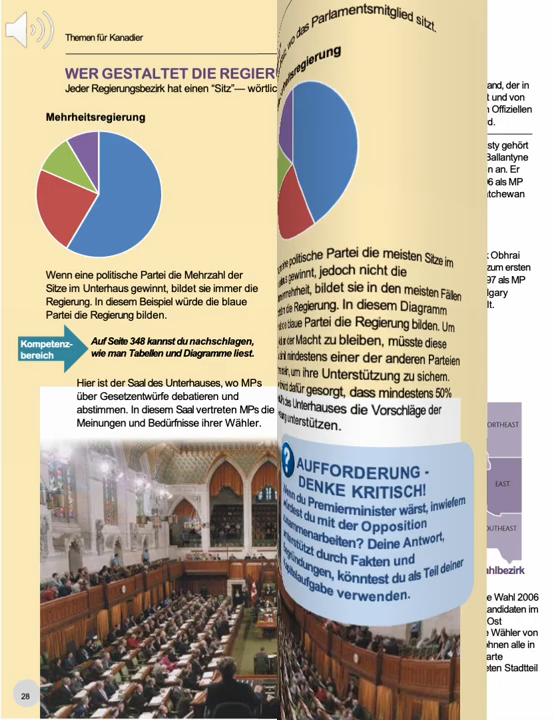 Themen für Kanadier
WER GESTALTET DIE REGIER
Jeder Regierungsbezirk hat einen “Sitz”— wörtlic
Mehrheitsregierung
Wenn eine politische Partei die Mehrzahl der
Sitze im Unterhaus gewinnt, bildet sie immer die
Regierung. In diesem Beispiel würde die blaue
Partei die Regierung bilden.
Kompetenz-
bereich
Auf Seite 348 kannst du nachschlagen,
wie man Tabellen und Diagramme liest.
Hier ist der Saal des Unterhauses, wo MPs
über Gesetzentwürfe debatieren und
abstimmen. In diesem Saal vertreten MPs die
Meinungen und Bedürfnisse ihrer Wähler.
28
wo das Parlamentsmitglied sitzt.
politische Partei die meisten Sitze im
gewinnt, jedoch nicht die
bildet sie in den meisten Fällen
die Regierung. In diesem Diagramm
blaue Partei die Regierung bilden. Um
der Macht zu bleiben, müsste diese
mindestens einer der anderen Parteien
um ihre Unterstützung zu sichern.
dafür gesorgt, dass mindestens 50%
des Unterhauses die Vorschläge der
unterstützen.
?
AUFFORDERUNG -
DENKE KRITISCH!
du Premierminister wärst, inwiefern
du mit der Opposition
zusammenarbeiten? Deine Antwort,
durch Fakten und
könntest du als Teil deiner
verwenden.
and, der in
t und von
Offiziellen
d.
sty gehört
Ballantyne
n an. Er
6 als MP
tchewan
Obhrai
zum ersten
97 als MP
lgary
lt.
ORTHEAST
EAST
OUTHEAST
ahlbezirk
e Wahl 2006
andidaten im
Ost
e Wähler von
ohnen alle in
arte
eten Stadtteil